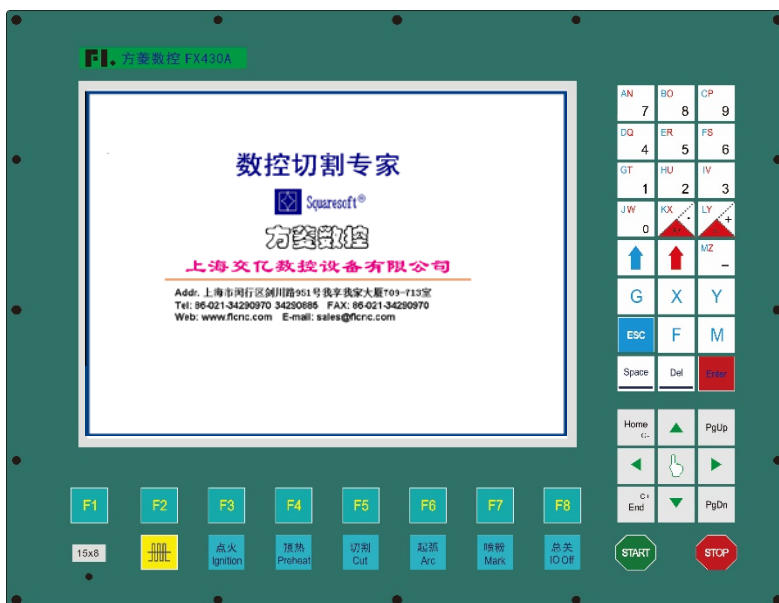 FL. 方菱数控 FX430A
数控切割专家
Squaresoft®
方菱数控
上海交亿数控设备有限公司
Addr. 上海市闵行区剑川路951号我享我家大厦709-713室
Tel: 86-021-34290970 34290885 FAX: 86-021-34290970
Web: www.flcnc.com E-mail: sales@flcnc.com
AN 7 BO 8 CP 9
DQ 4 ER 5 FS 6
GT 1 HU 2 IV 3
JW 0 KX . LY +
MZ -
G X Y
ESC F M
Space Del Enter
Home G- PgUp
End PgDn
F1 F2 F3 F4 F5 F6 F7 F8
15x8 点火 預热 切割 起弧 喷粉 总关
Ignition Preheat Cut Arc Mark IO Off
START STOP